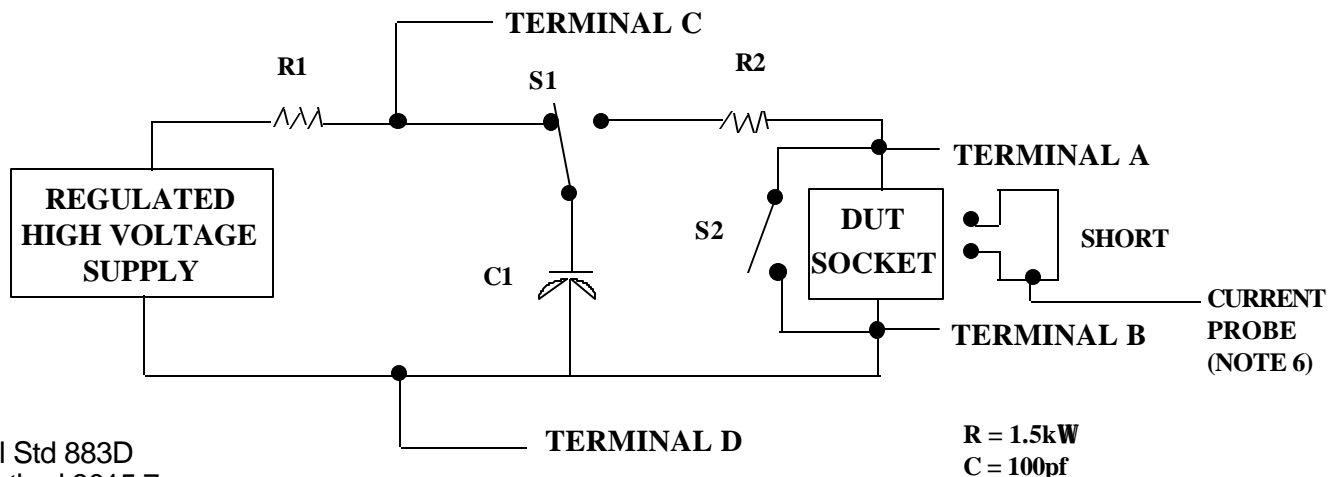 TERMINAL C
R1
S1
R2
TERMINAL A
REGULATED
HIGH VOLTAGE
SUPPLY
S2
DUT
SOCKET
SHORT
C1
TERMINAL B
CURRENT
PROBE
(NOTE 6)
TERMINAL D
l Std 883D
R = 1.5kW
C = 100pf